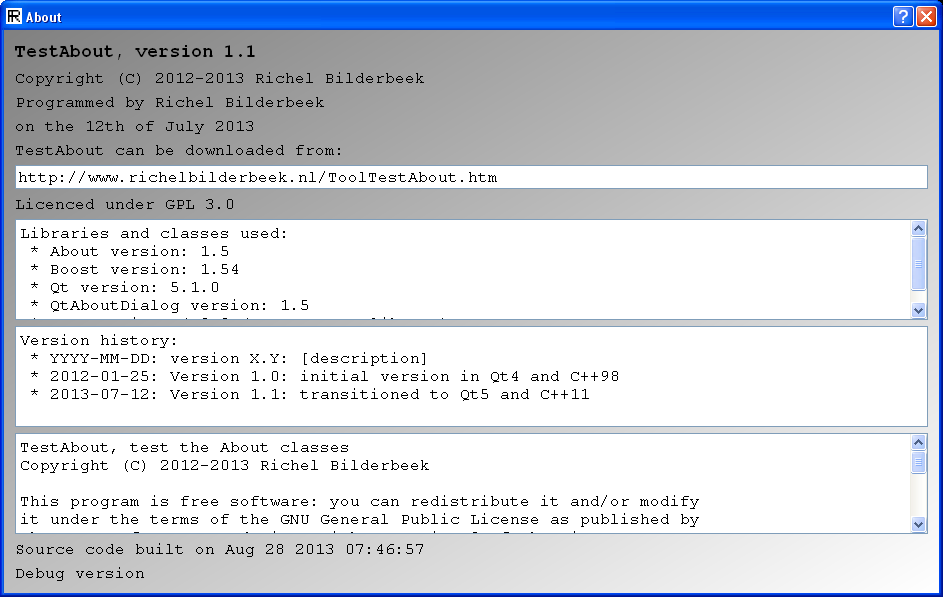 About
TestAbout, version 1.1
Copyright (C) 2012-2013 Richel Bilderbeek
Programmed by Richel Bilderbeek
on the 12th of July 2013
TestAbout can be downloaded from:
http://www.richelbilderbeek.nl/ToolTestAbout.htm
Licenced under GPL 3.0
Libraries and classes used:
* About version: 1.5
* Boost version: 1.54
* Qt version: 5.1.0
* QtAboutDialog version: 1.5
Version history:
* YYYY-MM-DD: version X.Y: [description]
* 2012-01-25: Version 1.0: initial version in Qt4 and C++98
* 2013-07-12: Version 1.1: transitioned to Qt5 and C++11
TestAbout, test the About classes
Copyright (C) 2012-2013 Richel Bilderbeek
This program is free software: you can redistribute it and/or modify
it under the terms of the GNU General Public License as published by
Source code built on Aug 28 2013 07:46:57
Debug version